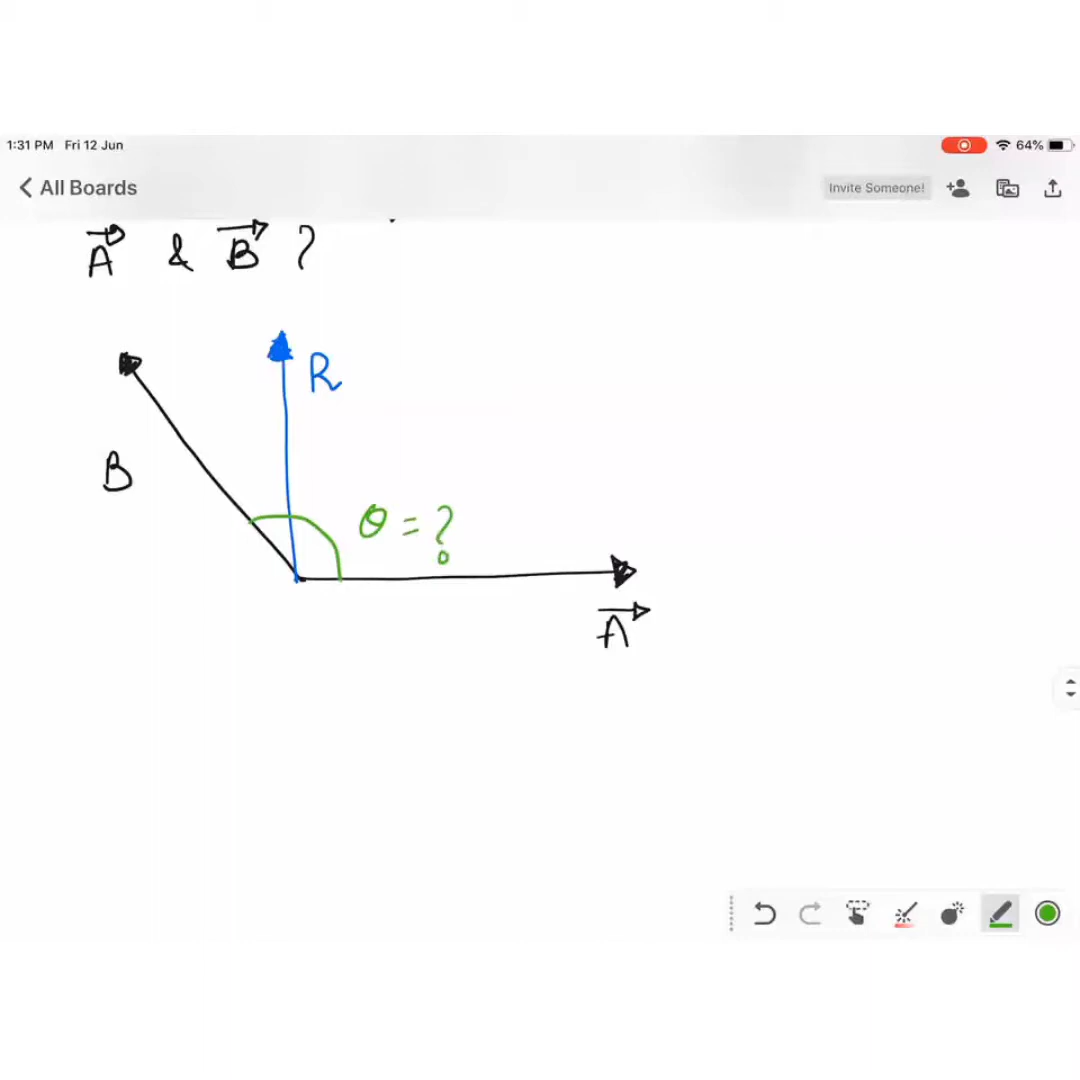 1:31 PM Fri 12 Jun 64%
All Boards Invite Someone!
A & B ?
R
B
θ = ?
A